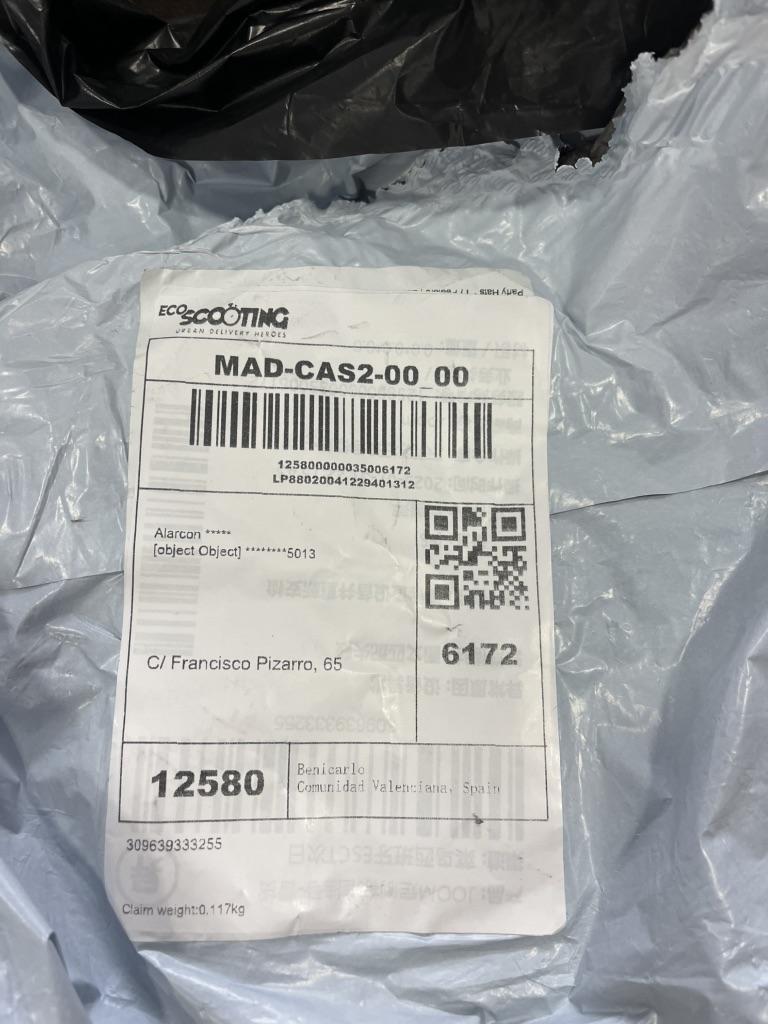 ECOSCOOTING
URBAN DELIVERY HEROES
MAD-CAS2-00_00
125800000035006172
LP88020041229401312
Alarcon *****
[object Object] ********5013
6172
C/ Francisco Pizarro, 65
12580
Benicarlo
Comunidad Valenciana, Spain
309639333255
Claim weight:0.117kg